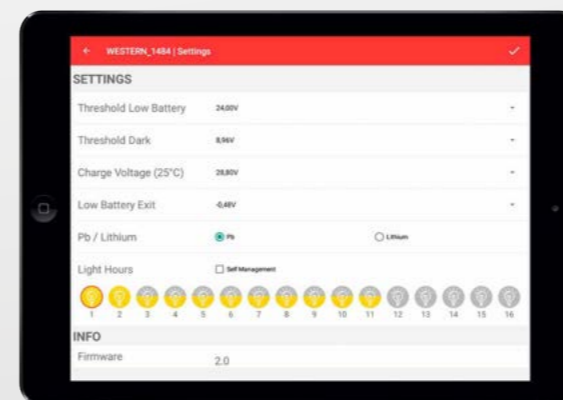 WESTERN_1484 | Settings
SETTINGS
Threshold Low Battery 24,00V
Threshold Dark 8,96V
Charge Voltage (25°C) 28,80V
Low Battery Exit -0,48V
Pb / Lithium Pb Lithium
Light Hours Self Management
1 2 3 4 5 6 7 8 9 10 11 12 13 14 15 16
INFO
Firmware 2.0